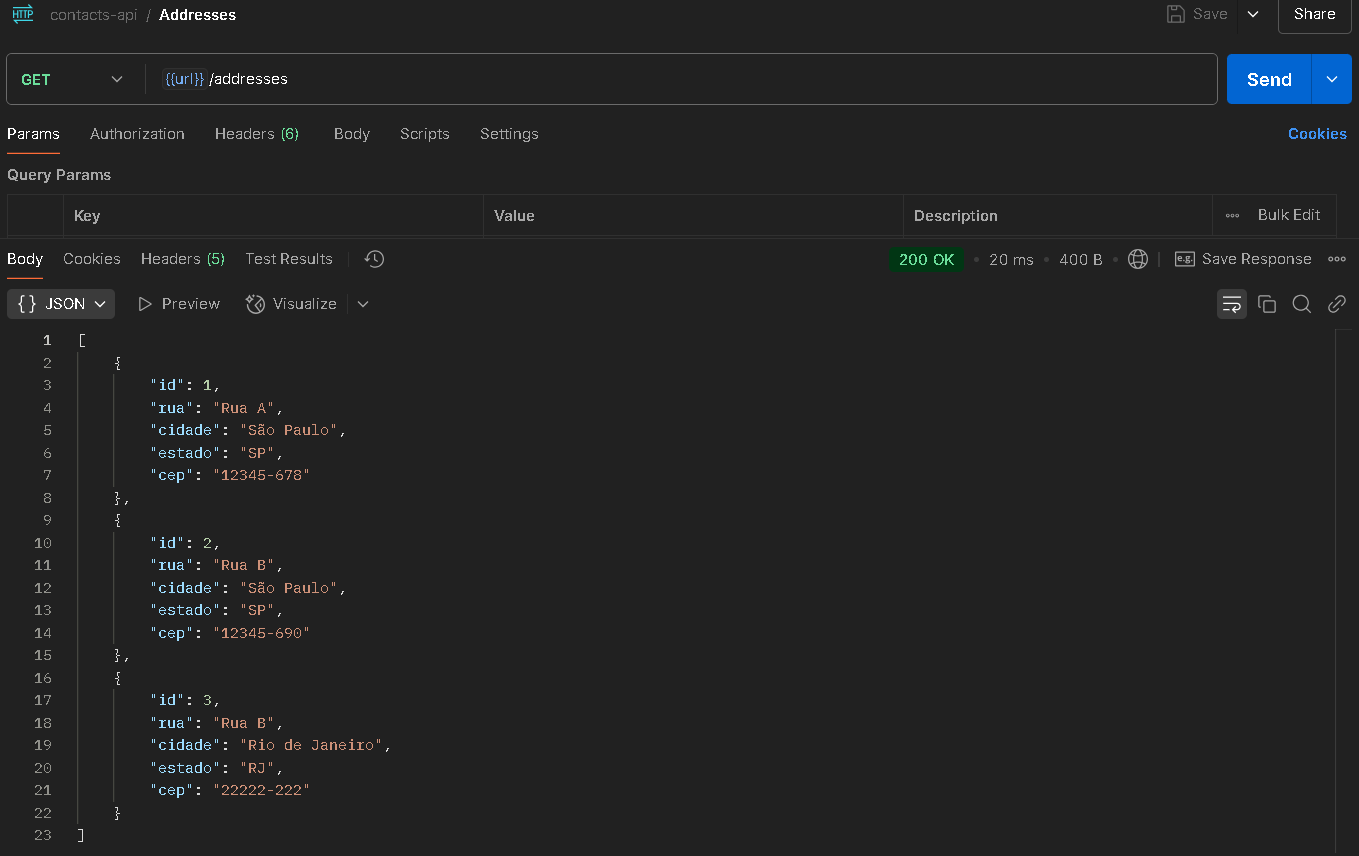 HTTP contacts-api / Addresses Save Share
GET {{url}} /addresses Send
Params Authorization Headers (6) Body Scripts Settings Cookies
Query Params
Key Value Description Bulk Edit
Body Cookies Headers (5) Test Results 200 OK 20 ms 400 B e.g. Save Response
{} JSON Preview Visualize
1 [
2 {
3 "id": 1,
4 "rua": "Rua A",
5 "cidade": "São Paulo",
6 "estado": "SP",
7 "cep": "12345-678"
8 },
9 {
10 "id": 2,
11 "rua": "Rua B",
12 "cidade": "São Paulo",
13 "estado": "SP",
14 "cep": "12345-690"
15 },
16 {
17 "id": 3,
18 "rua": "Rua B",
19 "cidade": "Rio de Janeiro",
20 "estado": "RJ",
21 "cep": "22222-222"
22 }
23 ]